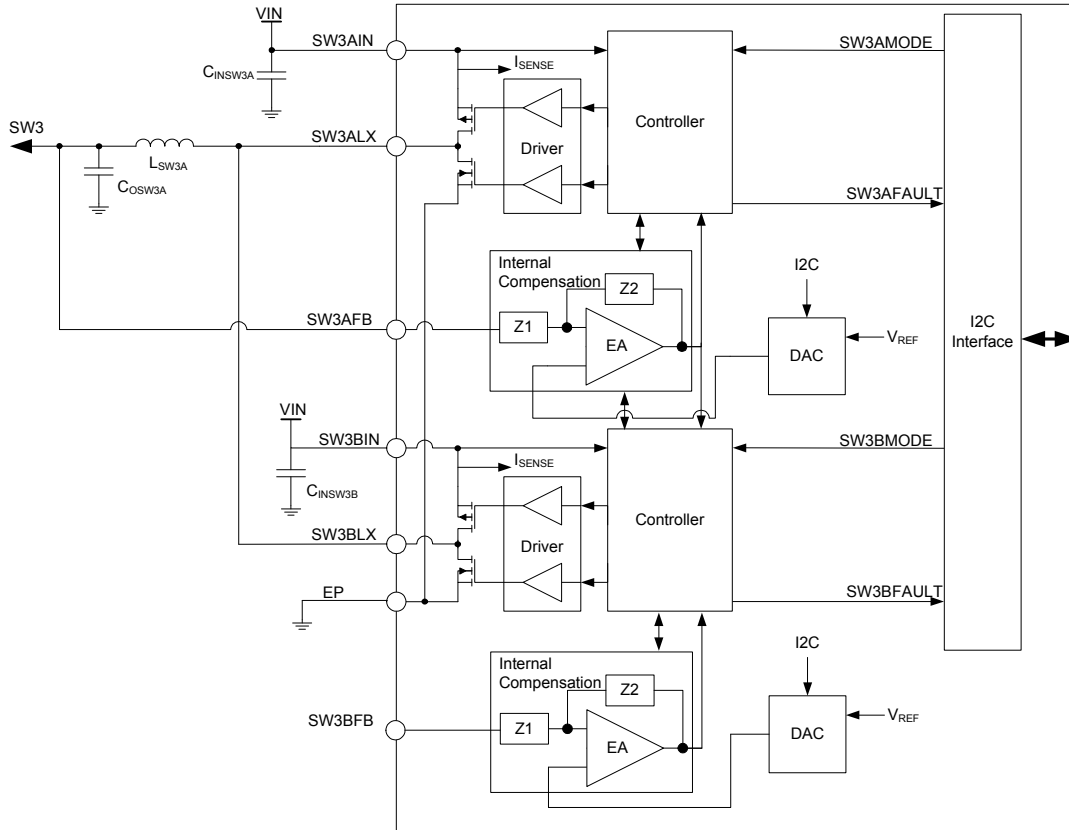 VIN
SW3AIN
CINSW3A
ISENSE
Controller
SW3AMODE
SW3
LSW3A
COSW3A
SW3ALX
Driver
SW3AFAULT
Internal
Compensation
Z2
Z1
EA
SW3AFB
I2C
DAC
VREF
I2C
Interface
VIN
SW3BIN
CINSW3B
ISENSE
Controller
SW3BMODE
SW3BLX
Driver
EP
SW3BFAULT
Internal
Compensation
Z2
Z1
EA
SW3BFB
I2C
DAC
VREF